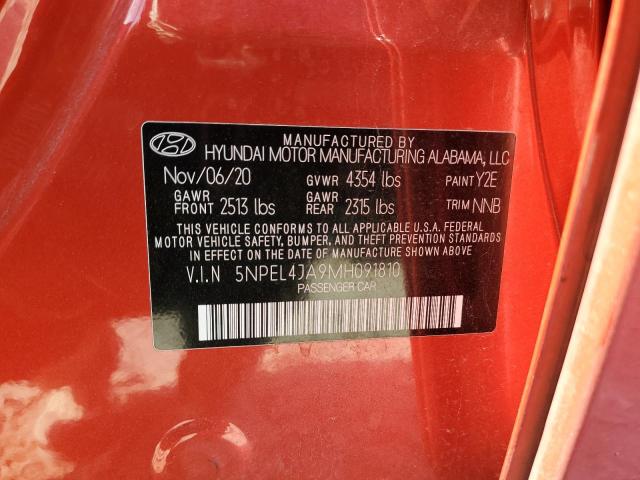 MANUFACTURED BY
HYUNDAI MOTOR MANUFACTURING ALABAMA, LLC
Nov/06/20 GVWR 4354 lbs PAINT Y2E
GAWR FRONT 2513 lbs GAWR REAR 2315 lbs TRIM NNB
THIS VEHICLE CONFORMS TO ALL APPLICABLE U.S.A. FEDERAL
MOTOR VEHICLE SAFETY, BUMPER, AND THEFT PREVENTION STANDARDS
IN EFFECT ON THE DATE OF MANUFACTURE SHOWN ABOVE
V.I.N 5NPEL4JA9MH091810
PASSENGER CAR